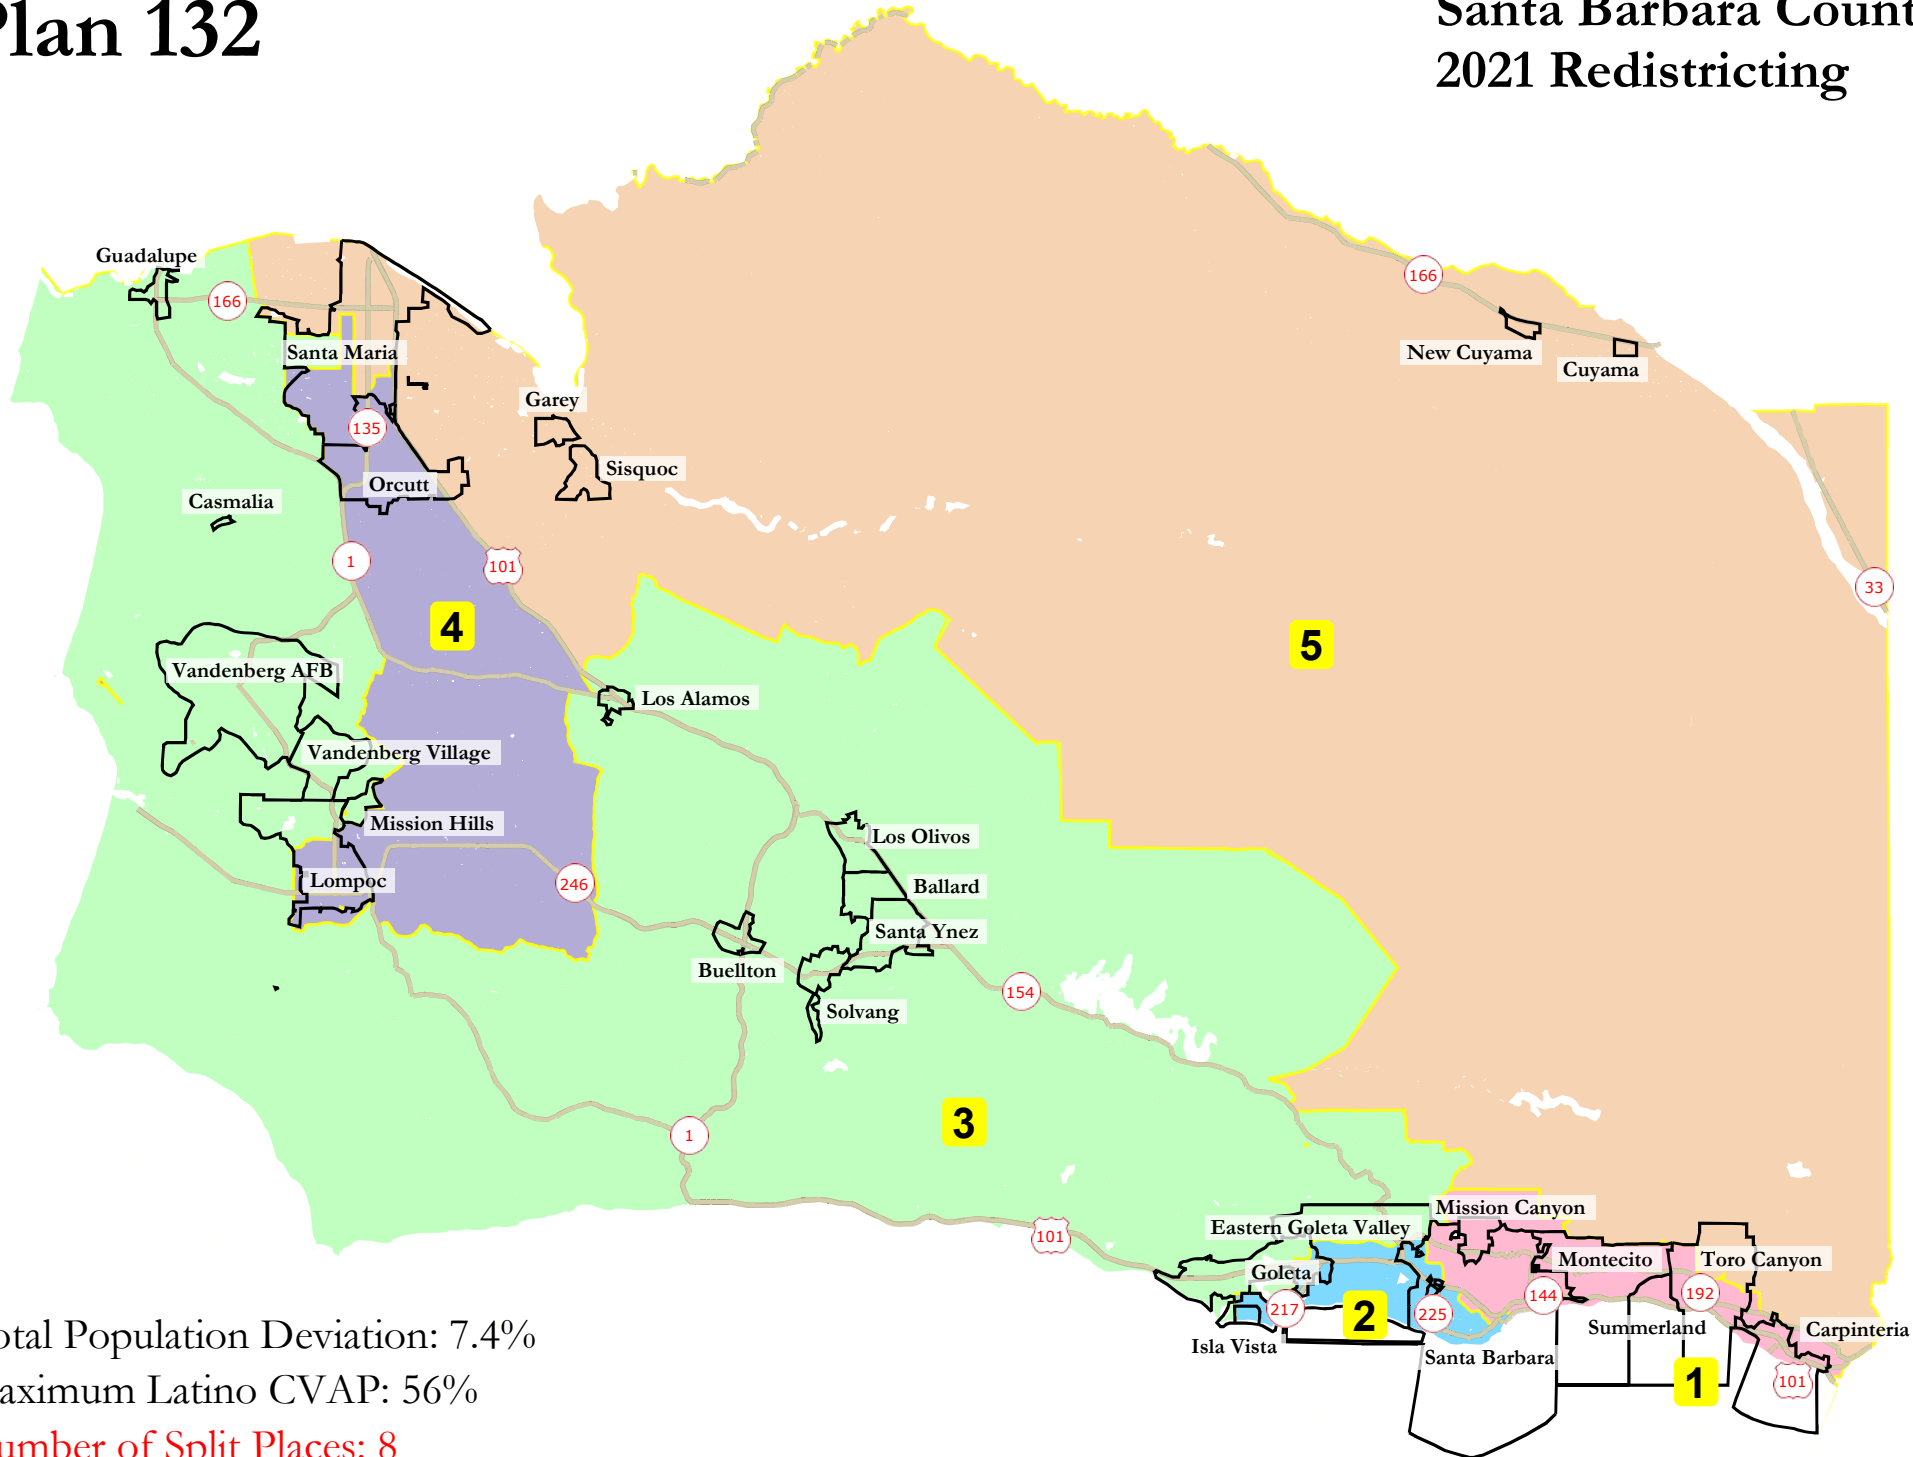 Plan 132
Santa Barbara Count
2021 Redistricting
Guadalupe
166
166
Santa Maria
New Cuyama
Cuyama
Garey
135
Sisquoc
Orcutt
Casmalia
1
101
33
4
5
Vandenberg AFB
Los Alamos
Vandenberg Village
Mission Hills
Los Olivos
Lompoc
246
Ballard
Santa Ynez
Buellton
154
Solvang
3
1
Mission Canyon
Eastern Goleta Valley
101
Montecito
Toro Canyon
Goleta
217
2
225
144
192
Summerland
Carpinteria
Isla Vista
Santa Barbara
1
101
otal Population Deviation: 7.4%
aximum Latino CVAP: 56%
umber of Split Places: 8